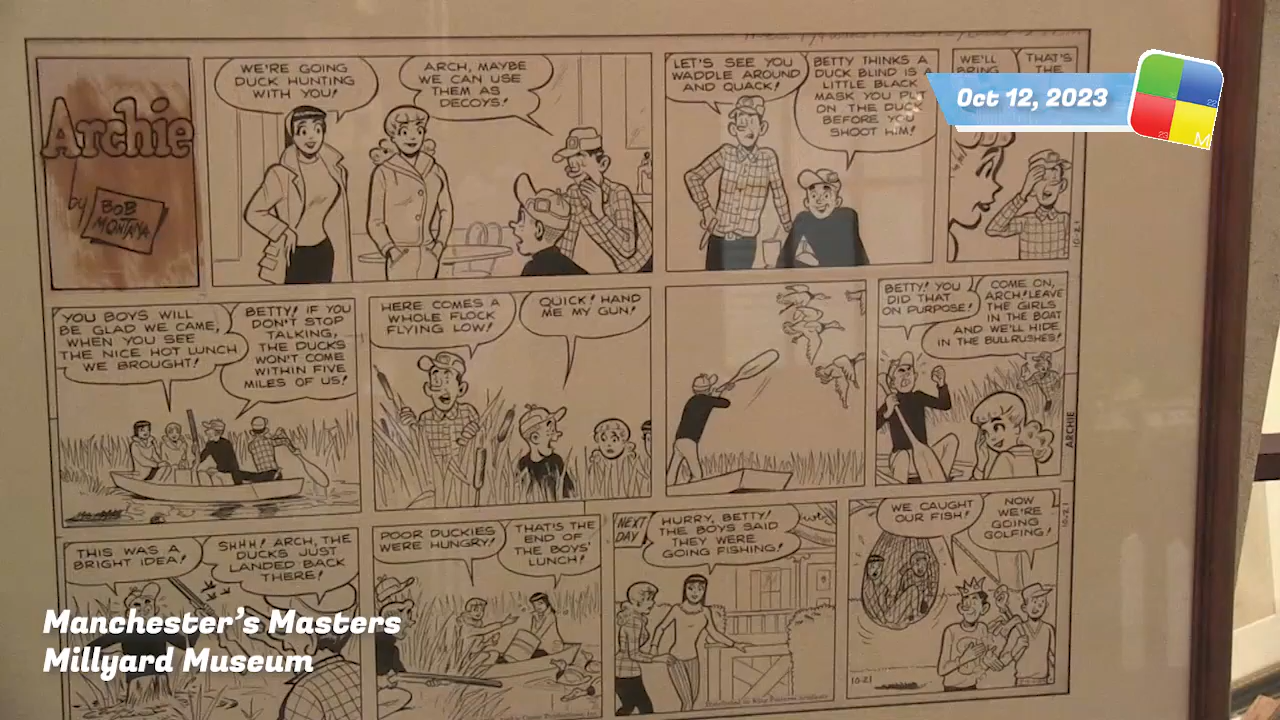 Archie
by BOB
MONTANA
WE'RE GOING
DUCK HUNTING
WITH YOU!
ARCH, MAYBE
WE CAN USE
THEM AS
DECOYS!
LET'S SEE YOU
WADDLE AROUND
AND QUACK!
BETTY THINKS A
DUCK BLIND IS A
LITTLE BLACK
MASK YOU PUT
ON THE DUCK
BEFORE YOU
SHOOT HIM!
WE'LL
BRING
THAT'S
THE
Oct 12, 2023
22
23
M
10-21
YOU BOYS WILL
BE GLAD WE CAME,
WHEN YOU SEE
THE NICE HOT LUNCH
WE BROUGHT!
BETTY! IF YOU
DON'T STOP
TALKING,
THE DUCKS
WON'T COME
WITHIN FIVE
MILES OF US!
HERE COMES A
WHOLE FLOCK
FLYING LOW!
QUICK! HAND
ME MY GUN!
BETTY! YOU
DID THAT
ON PURPOSE!
COME ON,
ARCH! LEAVE
THE GIRLS
IN THE BOAT
AND WE'LL HIDE
IN THE BULLRUSHES!
ARCHIE
10-21
THIS WAS A
BRIGHT IDEA!
SHHH! ARCH, THE
DUCKS JUST
LANDED BACK
THERE!
POOR DUCKIES
WERE HUNGRY!
THAT'S THE
END OF
THE BOYS'
LUNCH!
NEXT
DAY
HURRY, BETTY!
THE BOYS SAID
THEY WERE
GOING FISHING!
WE CAUGHT
OUR FISH!
NOW
WE'RE
GOING
GOLFING!
10-21
Manchester's Masters
Millyard Museum